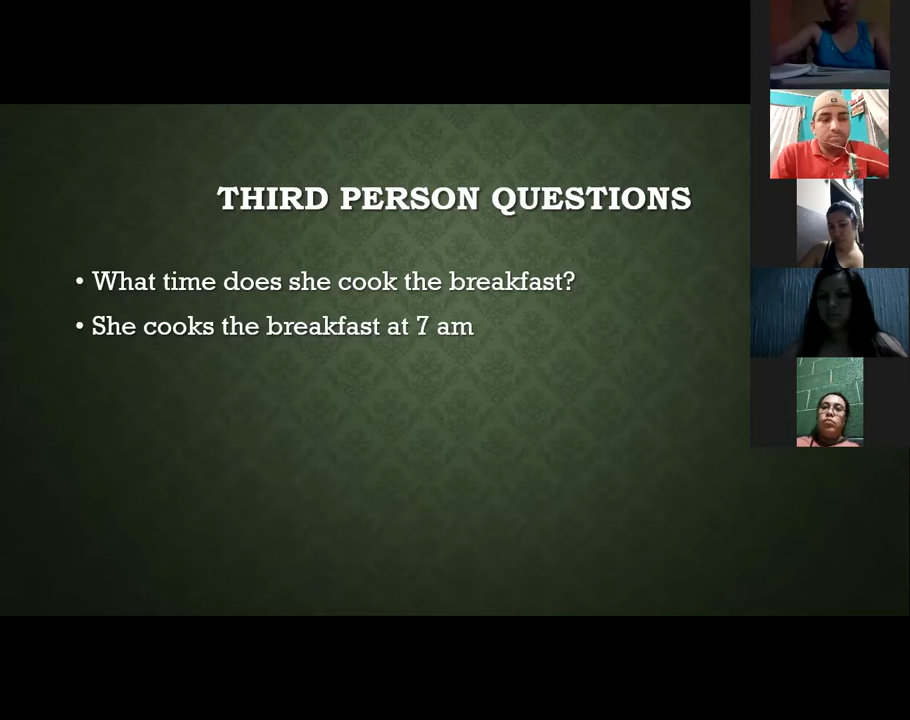 THIRD PERSON QUESTIONS
• What time does she cook the breakfast?
• She cooks the breakfast at 7 am